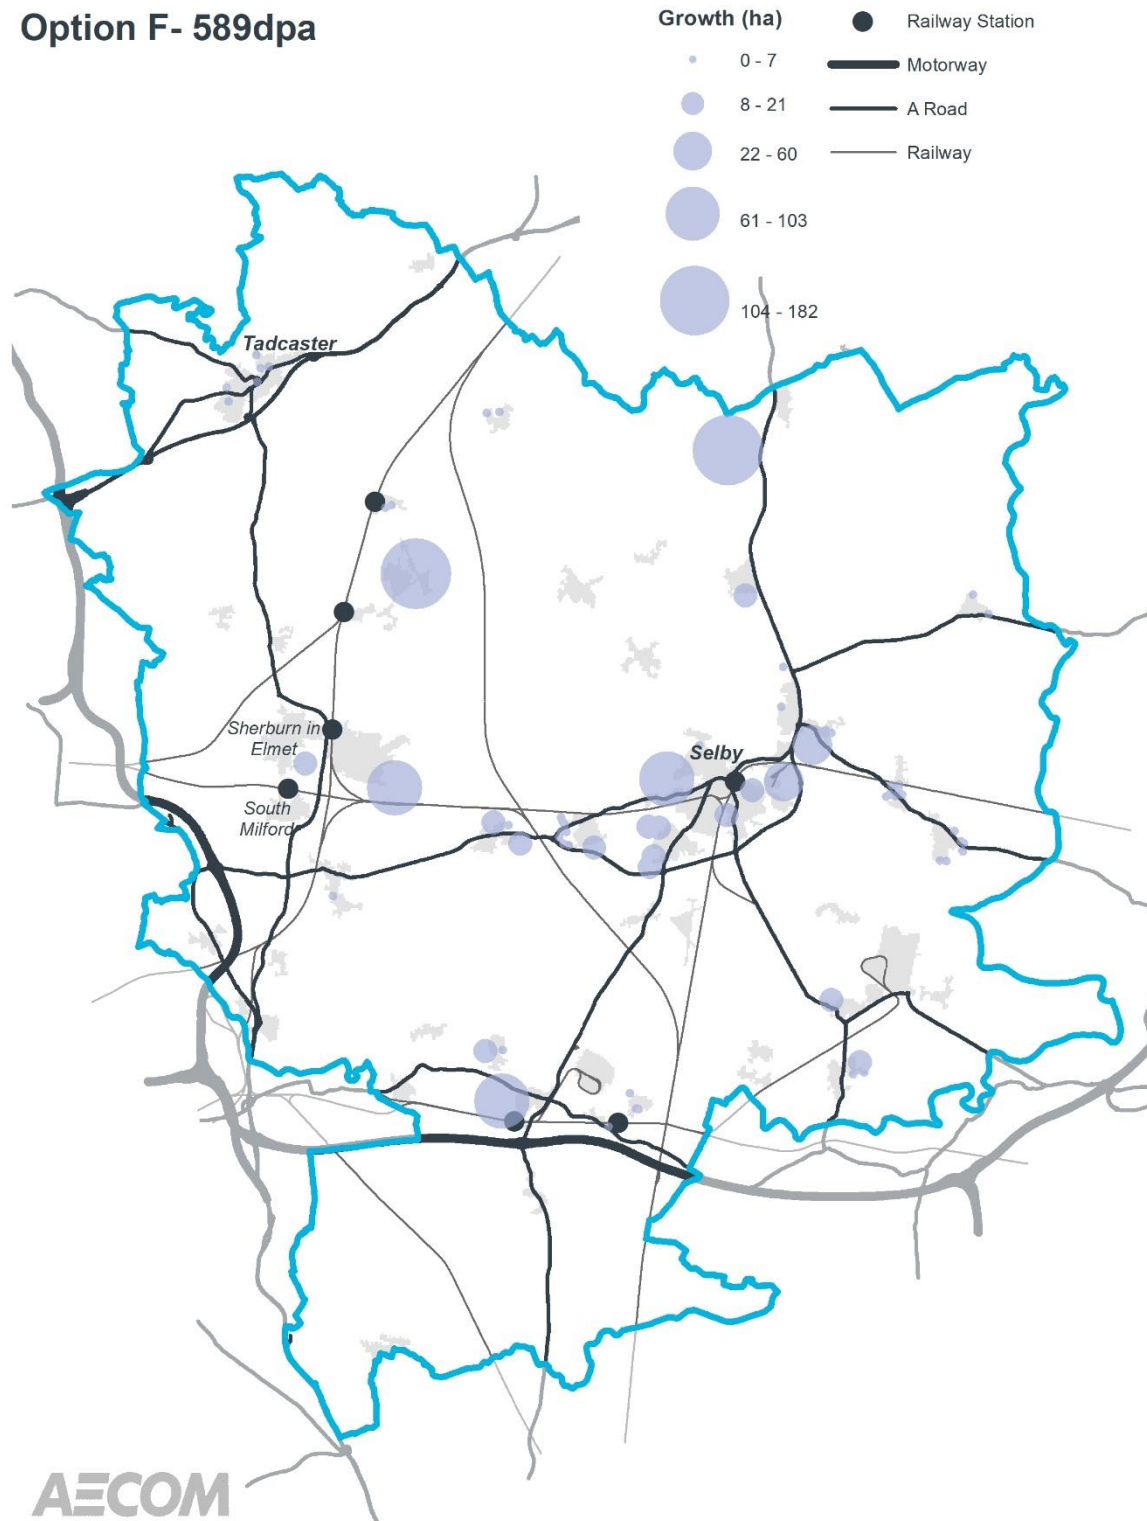 Option F- 589dpa
Growth (ha)
0 - 7
8 - 21
22 - 60
61 - 103
104 - 182
Railway Station
Motorway
A Road
Railway
Tadcaster
Sherburn in
Elmet
South
Milford
Selby
AECOM